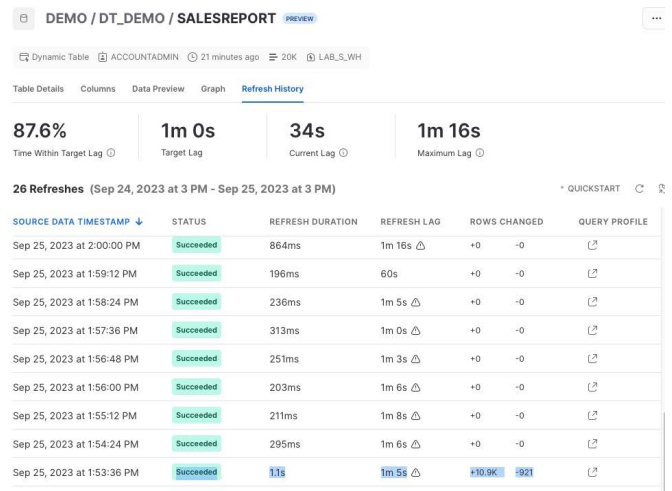 DEMO / DT_DEMO / SALESREPORT PREVIEW ...
Dynamic Table ACCOUNTADMIN 21 minutes ago 20K LAB_S_WH
Table Details Columns Data Preview Graph Refresh History
87.6% 1m 0s 34s 1m 16s
Time Within Target Lag Target Lag Current Lag Maximum Lag
26 Refreshes (Sep 24, 2023 at 3 PM - Sep 25, 2023 at 3 PM) QUICKSTART
SOURCE DATA TIMESTAMP ↓ STATUS REFRESH DURATION REFRESH LAG ROWS CHANGED QUERY PROFILE
Sep 25, 2023 at 2:00:00 PM Succeeded 864ms 1m 16s +0 -0
Sep 25, 2023 at 1:59:12 PM Succeeded 196ms 60s +0 -0
Sep 25, 2023 at 1:58:24 PM Succeeded 236ms 1m 5s +0 -0
Sep 25, 2023 at 1:57:36 PM Succeeded 313ms 1m 0s +0 -0
Sep 25, 2023 at 1:56:48 PM Succeeded 251ms 1m 3s +0 -0
Sep 25, 2023 at 1:56:00 PM Succeeded 203ms 1m 6s +0 -0
Sep 25, 2023 at 1:55:12 PM Succeeded 211ms 1m 8s +0 -0
Sep 25, 2023 at 1:54:24 PM Succeeded 295ms 1m 6s +0 -0
Sep 25, 2023 at 1:53:36 PM Succeeded 1.1s 1m 5s +10.9K -921